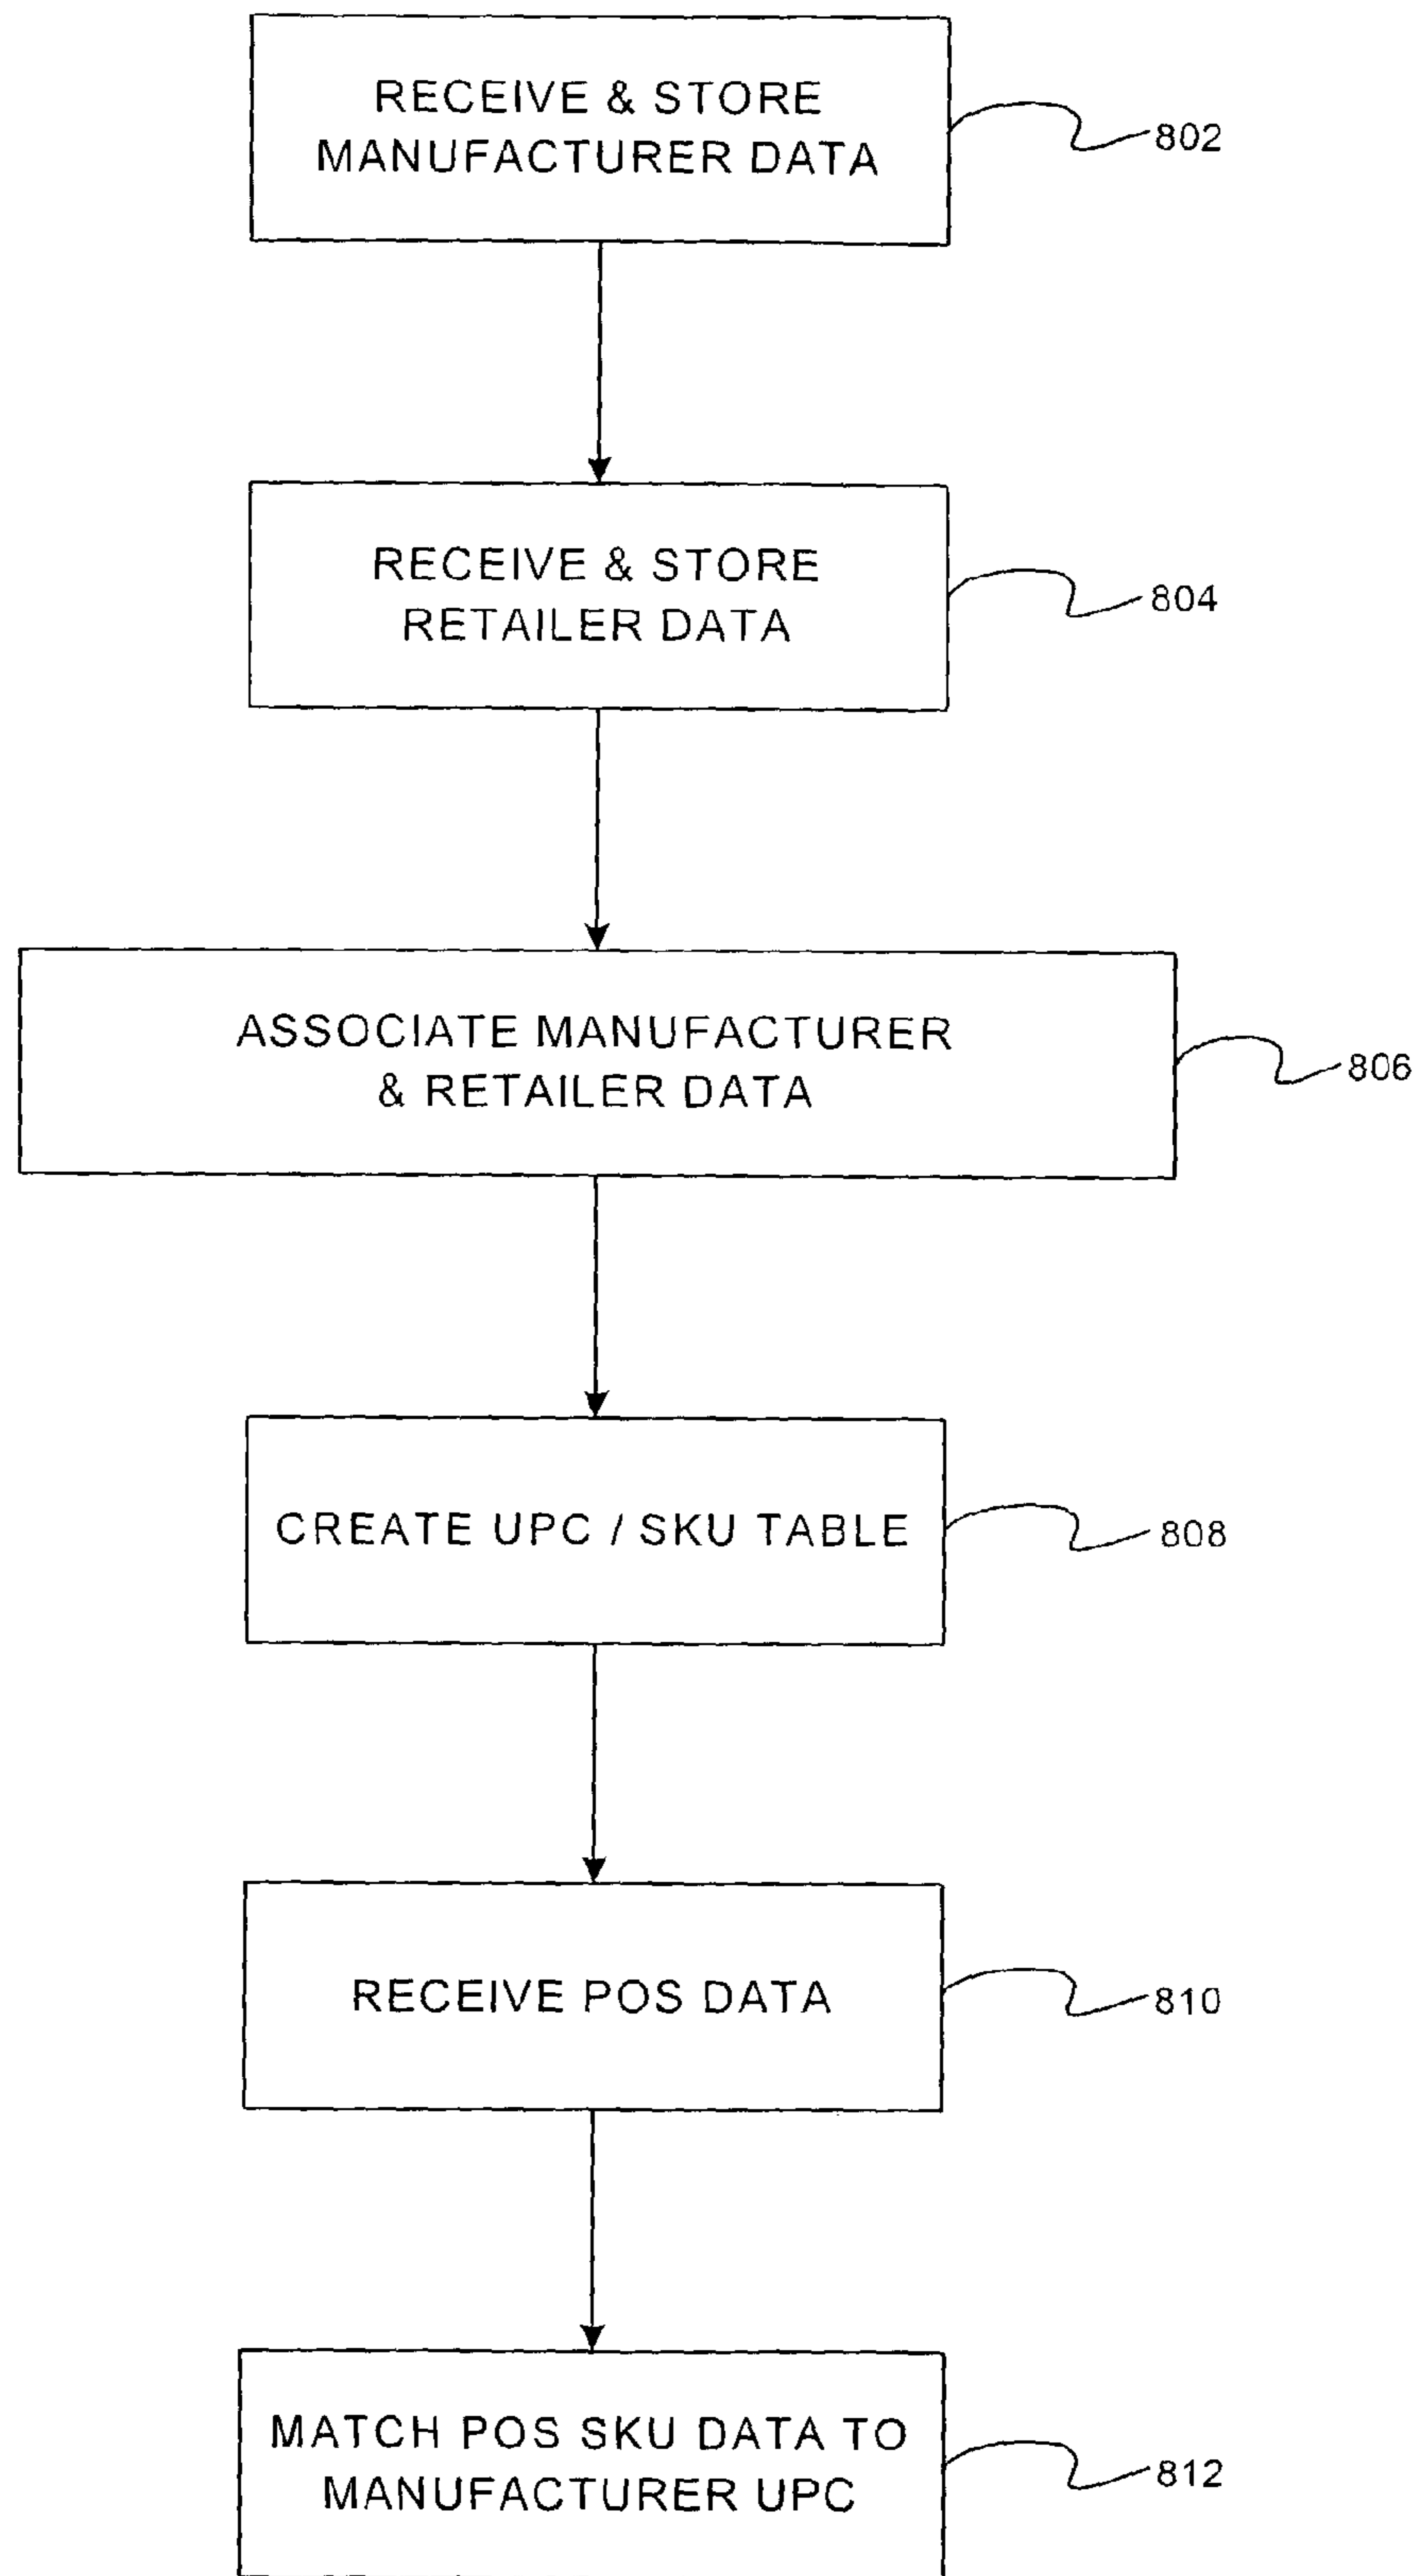 RECEIVE & STORE
MANUFACTURER DATA
802
RECEIVE & STORE
RETAILER DATA
804
ASSOCIATE MANUFACTURER
& RETAILER DATA
806
CREATE UPC / SKU TABLE
808
RECEIVE POS DATA
810
MATCH POS SKU DATA TO
MANUFACTURER UPC
812